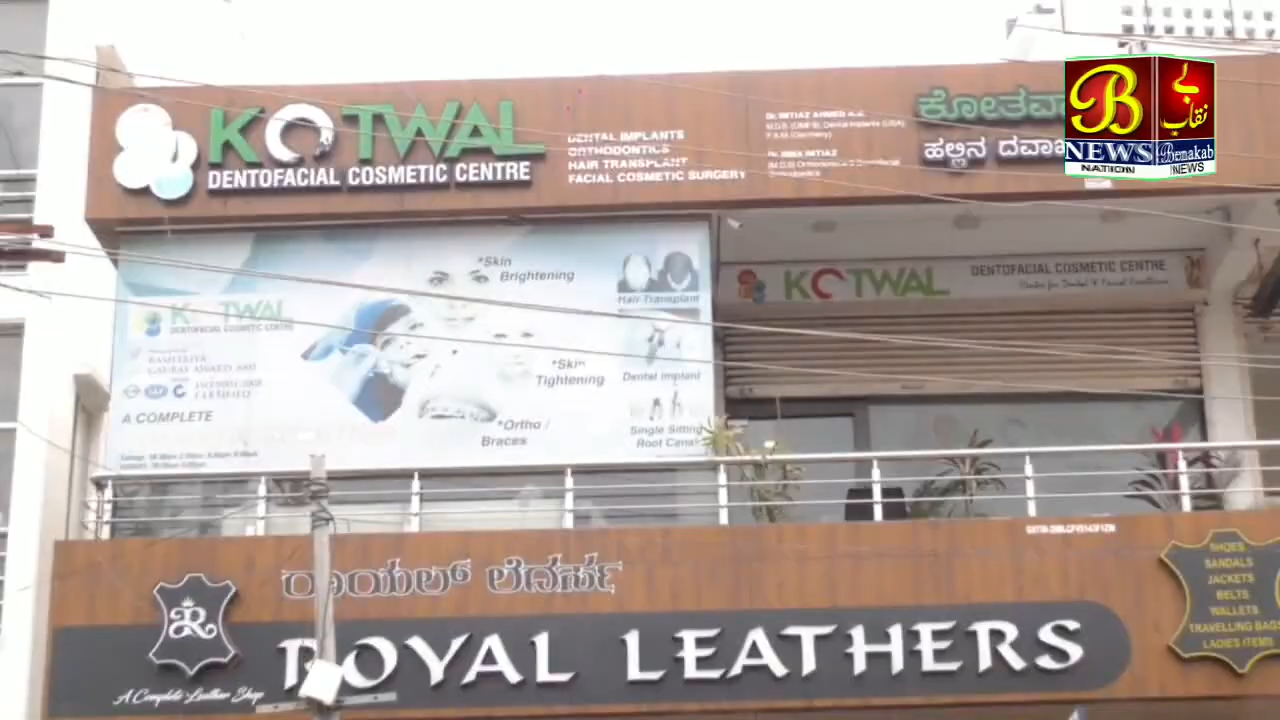 KOTWAL
DENTOFACIAL COSMETIC CENTRE
DENTAL IMPLANTS
ORTHODONTICS
HAIR TRANSPLANT
FACIAL COSMETIC SURGERY
Dr. IMTIAZ AHMED
ಹಲ್ಲಿನ
B
NEWS
NATION
بے
نقاب
Benakab
NEWS
*Skin
Brightening
Hair Transplant
KOTWAL
DENTOFACIAL COSMETIC CENTRE
*Skin
Tightening
Dental Implant
*Ortho /
Braces
Single Sitting
Root Canal
A COMPLETE
KOTWAL
DENTOFACIAL COSMETIC CENTRE
ರಾಯಲ್ ಲೆದರ್ಸ್
R
ROYAL LEATHERS
A Complete Leather Shop
SHOES
SANDALS
JACKETS
BELTS
WALLETS
TRAVELLING BAGS
LADIES ITEMS